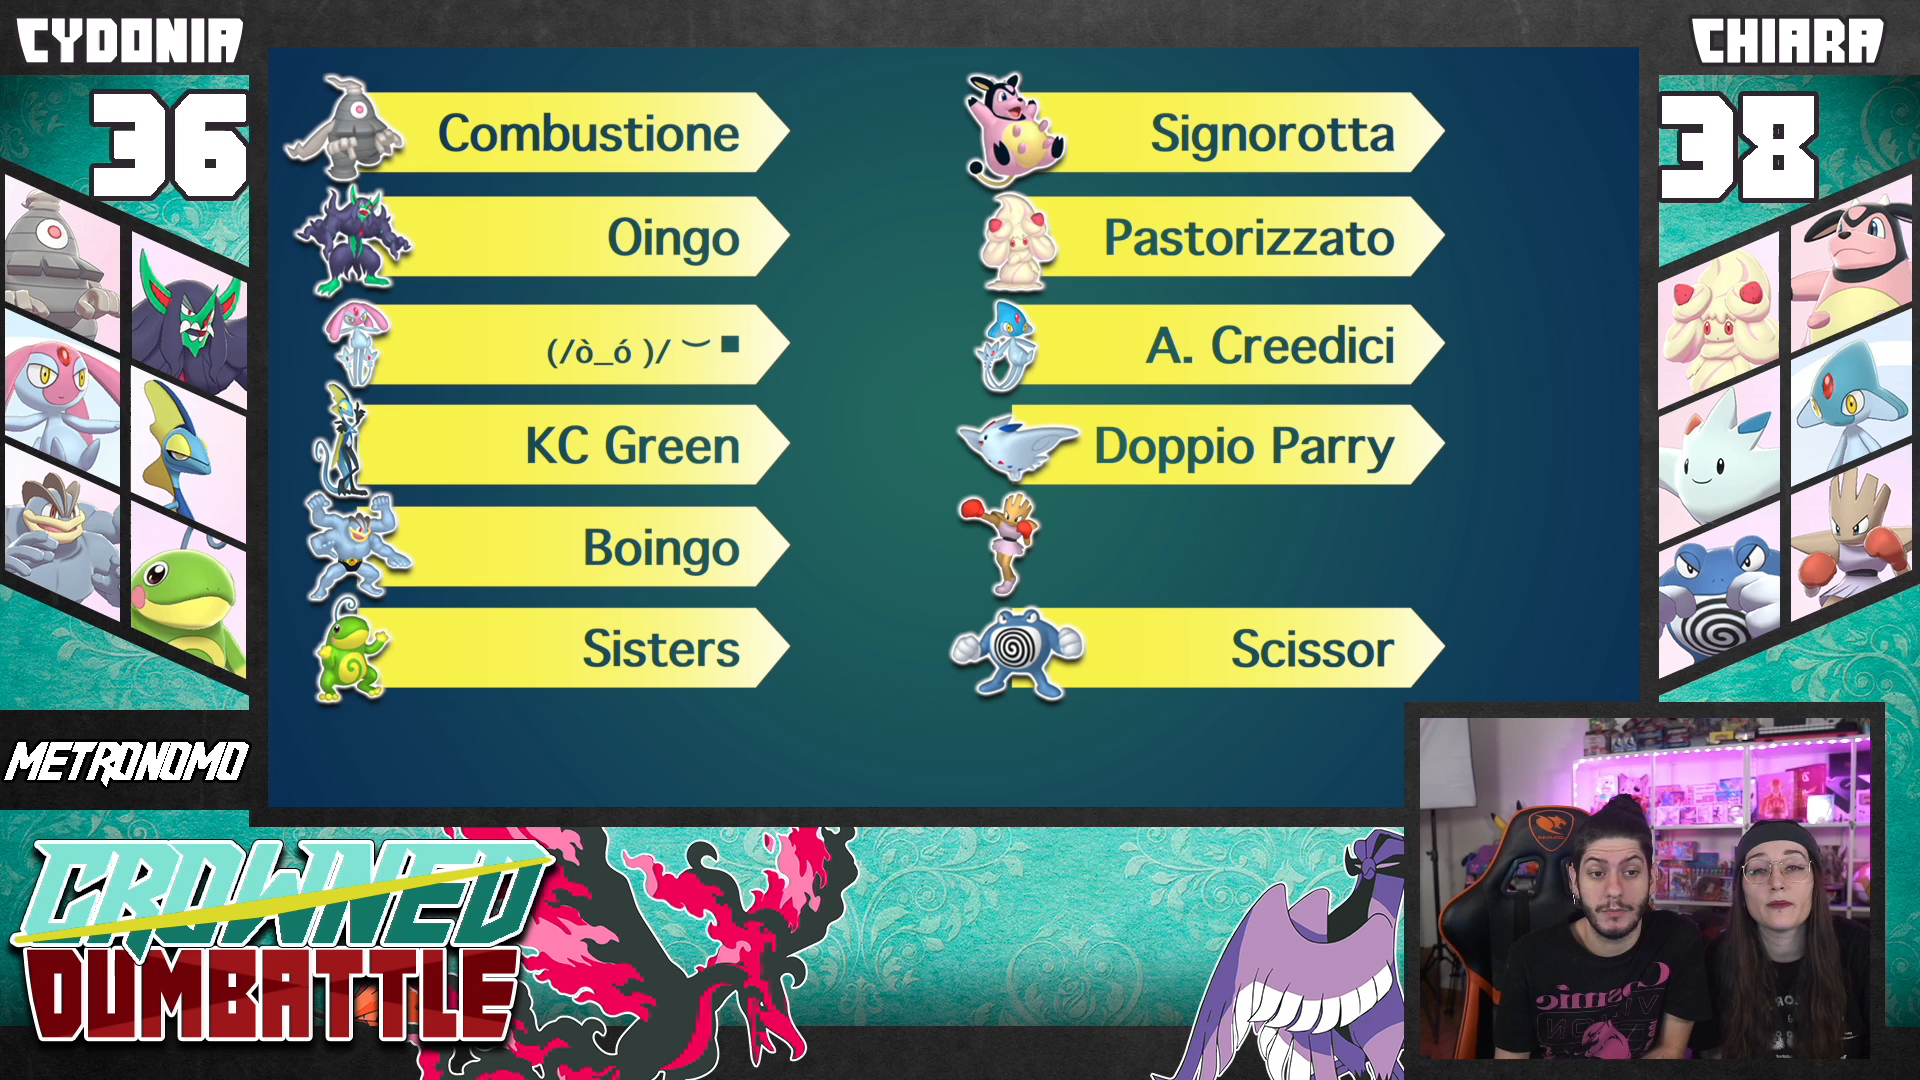 CYDONIA
36
CHIARA
38
Combustione
Oingo
(/ò_ó )/ ︶ ■
KC Green
Boingo
Sisters
Signorotta
Pastorizzato
A. Creedici
Doppio Parry
Scissor
METRONOMO
CROWNED
DUMBATTLE